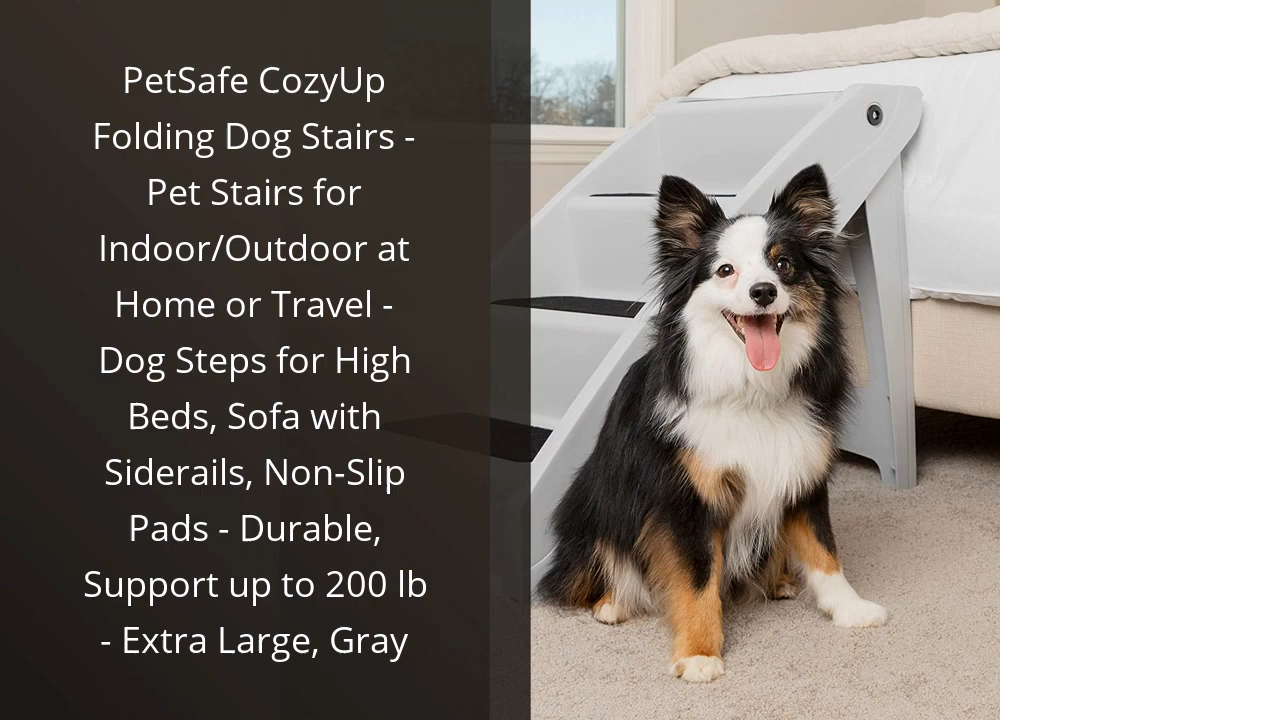 PetSafe CozyUp
Folding Dog Stairs -
Pet Stairs for
Indoor/Outdoor at
Home or Travel -
Dog Steps for High
Beds, Sofa with
Siderails, Non-Slip
Pads - Durable,
Support up to 200 lb
- Extra Large, Gray